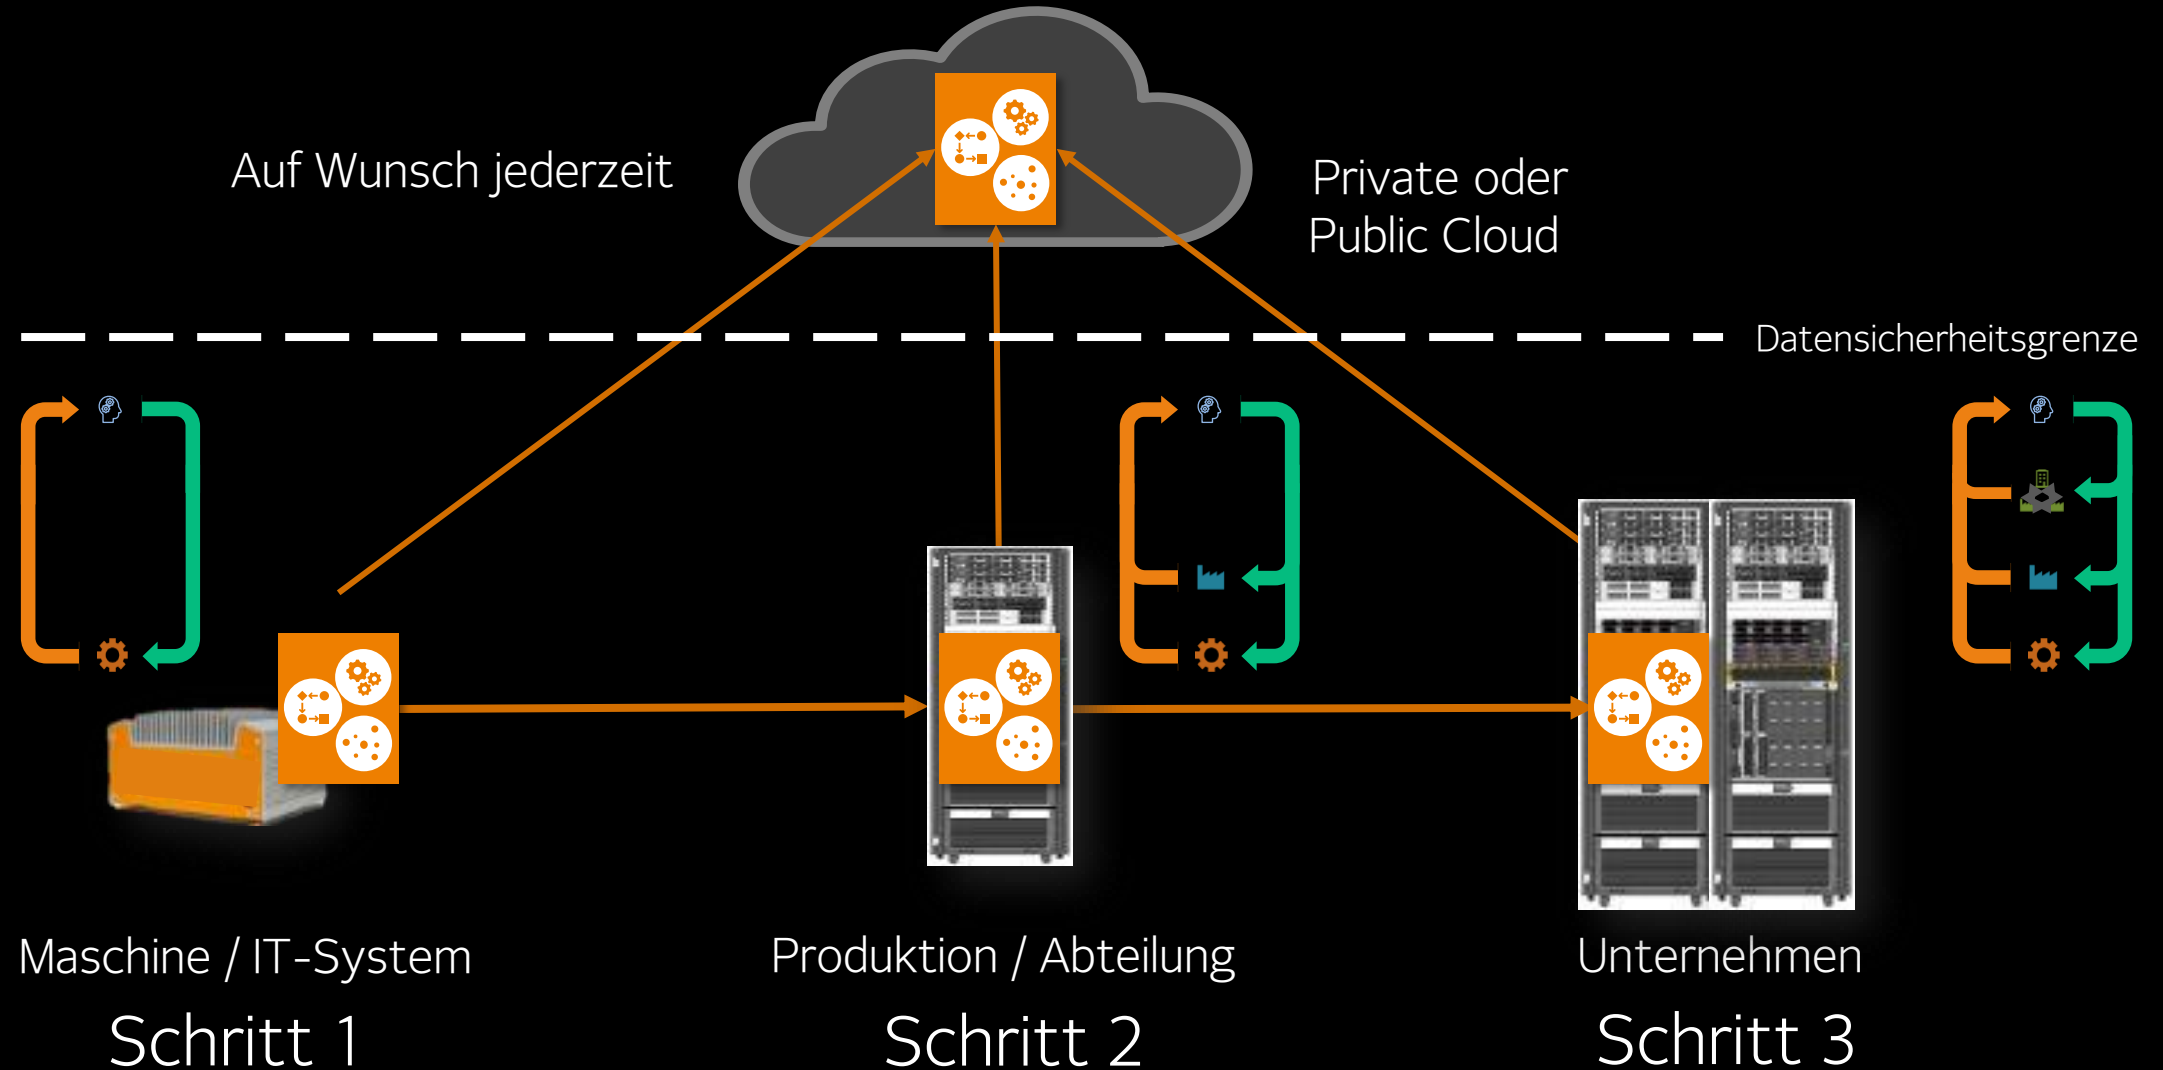 Auf Wunsch jederzeit
Private oder
Public Cloud
Datensicherheitsgrenze
Maschine / IT-System
Schritt 1
Produktion / Abteilung
Schritt 2
Unternehmen
Schritt 3